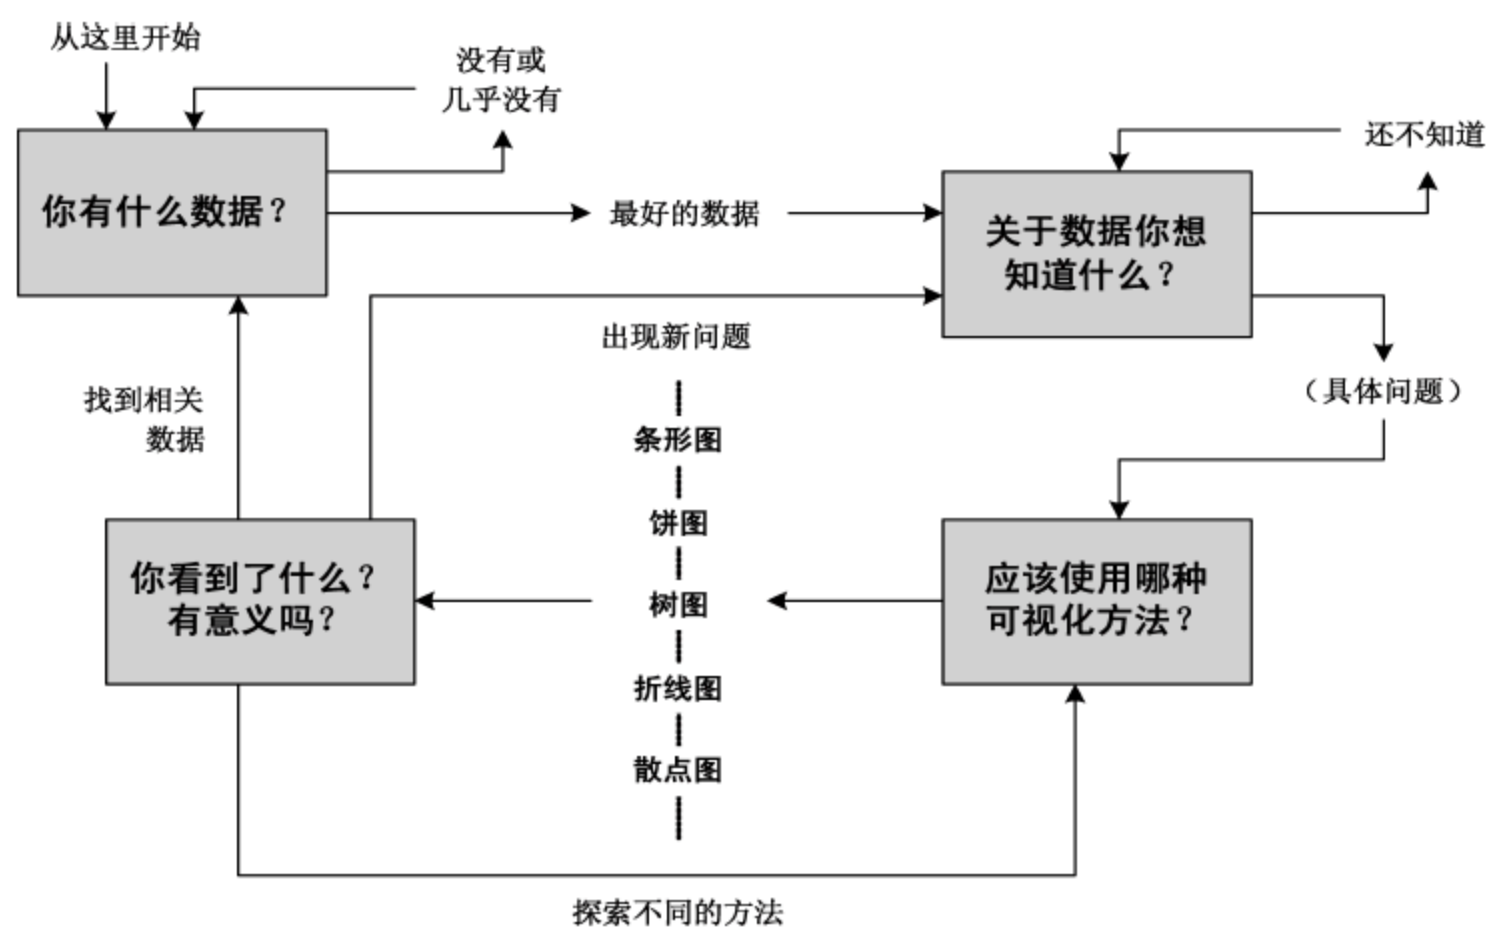 从这里开始
没有或
几乎没有
还不知道
你有什么数据？
最好的数据
关于数据你想
知道什么？
出现新问题
（具体问题）
找到相关
数据
条形图
饼图
树图
折线图
散点图
你看到了什么？
有意义吗？
应该使用哪种
可视化方法？
探索不同的方法